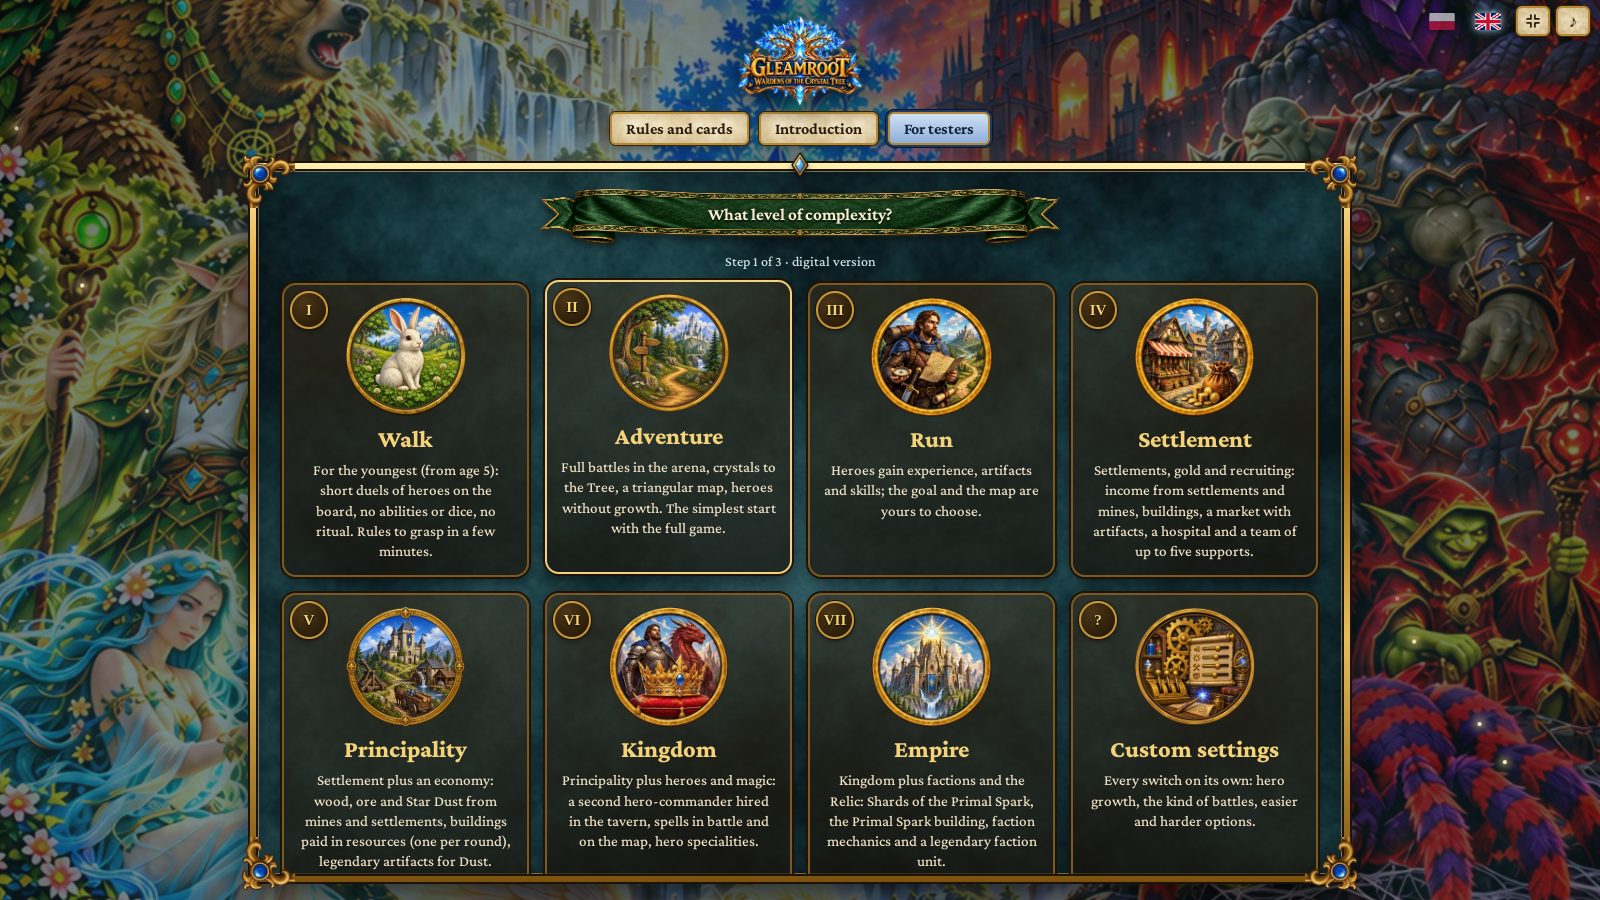 GLEAMROOT
WARDENS OF THE CRYSTAL TREE
♪
Rules and cards
Introduction
For testers
What level of complexity?
Step 1 of 3 · digital version
I
Walk
For the youngest (from age 5):
short duels of heroes on the
board, no abilities or dice, no
ritual. Rules to grasp in a few
minutes.
II
Adventure
Full battles in the arena, crystals to
the Tree, a triangular map, heroes
without growth. The simplest start
with the full game.
III
Run
Heroes gain experience, artifacts
and skills; the goal and the map are
yours to choose.
IV
Settlement
Settlements, gold and recruiting:
income from settlements and
mines, buildings, a market with
artifacts, a hospital and a team of
up to five supports.
V
Principality
Settlement plus an economy:
wood, ore and Star Dust from
mines and settlements, buildings
paid in resources (one per round),
legendary artifacts for Dust.
VI
Kingdom
Principality plus heroes and magic:
a second hero-commander hired
in the tavern, spells in battle and
on the map, hero specialities.
VII
Empire
Kingdom plus factions and the
Relic: Shards of the Primal Spark,
the Primal Spark building, faction
mechanics and a legendary faction
unit.
?
Custom settings
Every switch on its own: hero
growth, the kind of battles, easier
and harder options.